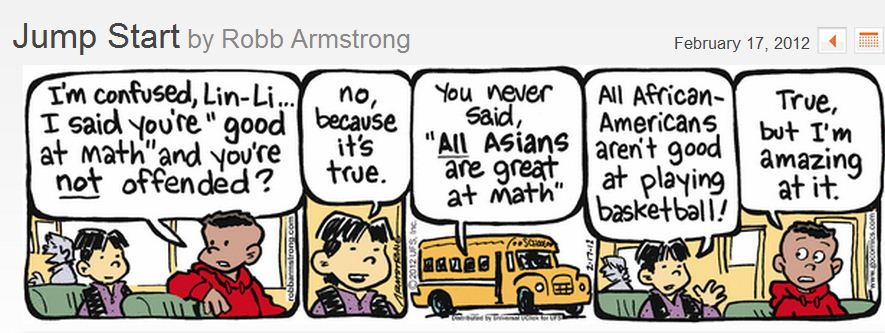 Jump Start by Robb Armstrong
February 17, 2012
I'm confused, Lin-Li...
I said you're "good
at math" and you're
not offended?
no,
because
it's
true.
You never
said,
"All Asians
are great
at math"
All African-
Americans
aren't good
at playing
basketball!
True,
but I'm
amazing
at it.
robbarmstrong.com
© 2012 UFS, Inc.
SCHOOL
Distributed by Universal UClick for UFS
2-17-12
www.gocomics.com